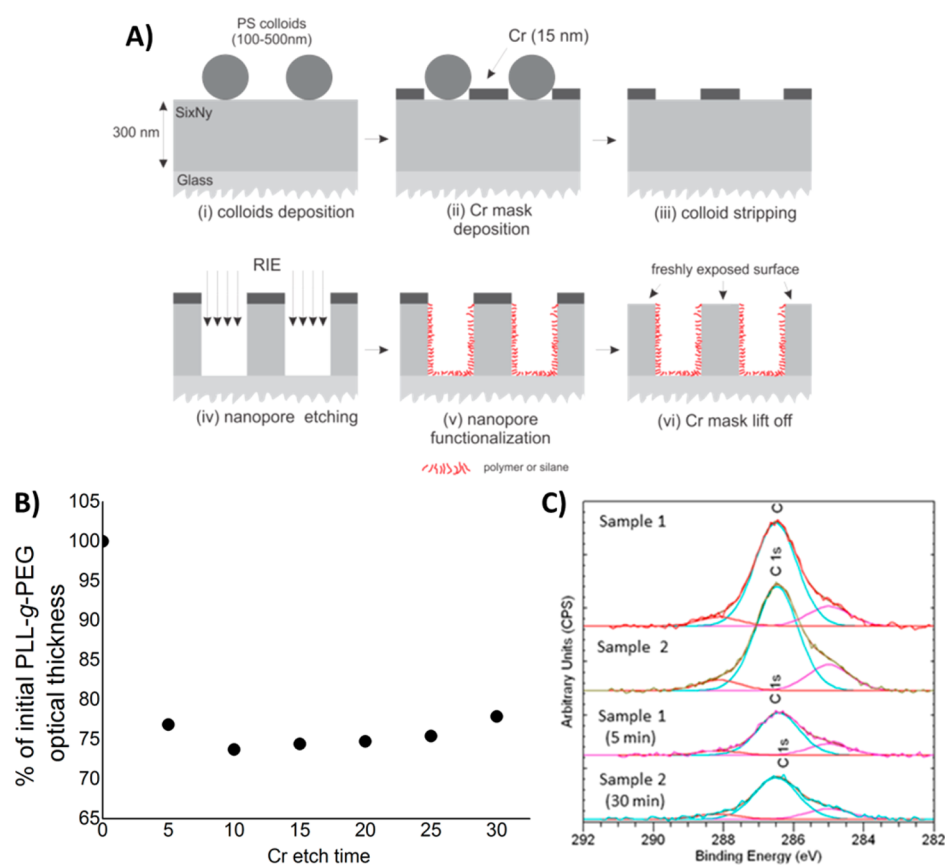 A)
PS colloids
(100-500nm)
Cr (15 nm)
SixNy
300 nm
Glass
(i) colloids deposition
(ii) Cr mask
deposition
(iii) colloid stripping
RIE
freshly exposed surface
(iv) nanopore etching
(v) nanopore
functionalization
(vi) Cr mask lift off
polymer or silane
B)
% of initial PLL-g-PEG
optical thickness
105
100
95
90
85
80
75
70
65
0 5 10 15 20 25 30
Cr etch time
C)
Arbitrary Units (CPS)
Sample 1
C
Sample 2
C 1s
Sample 1
(5 min)
C 1s
Sample 2
(30 min)
C 1s
292 290 288 286 284 282
Binding Energy (eV)